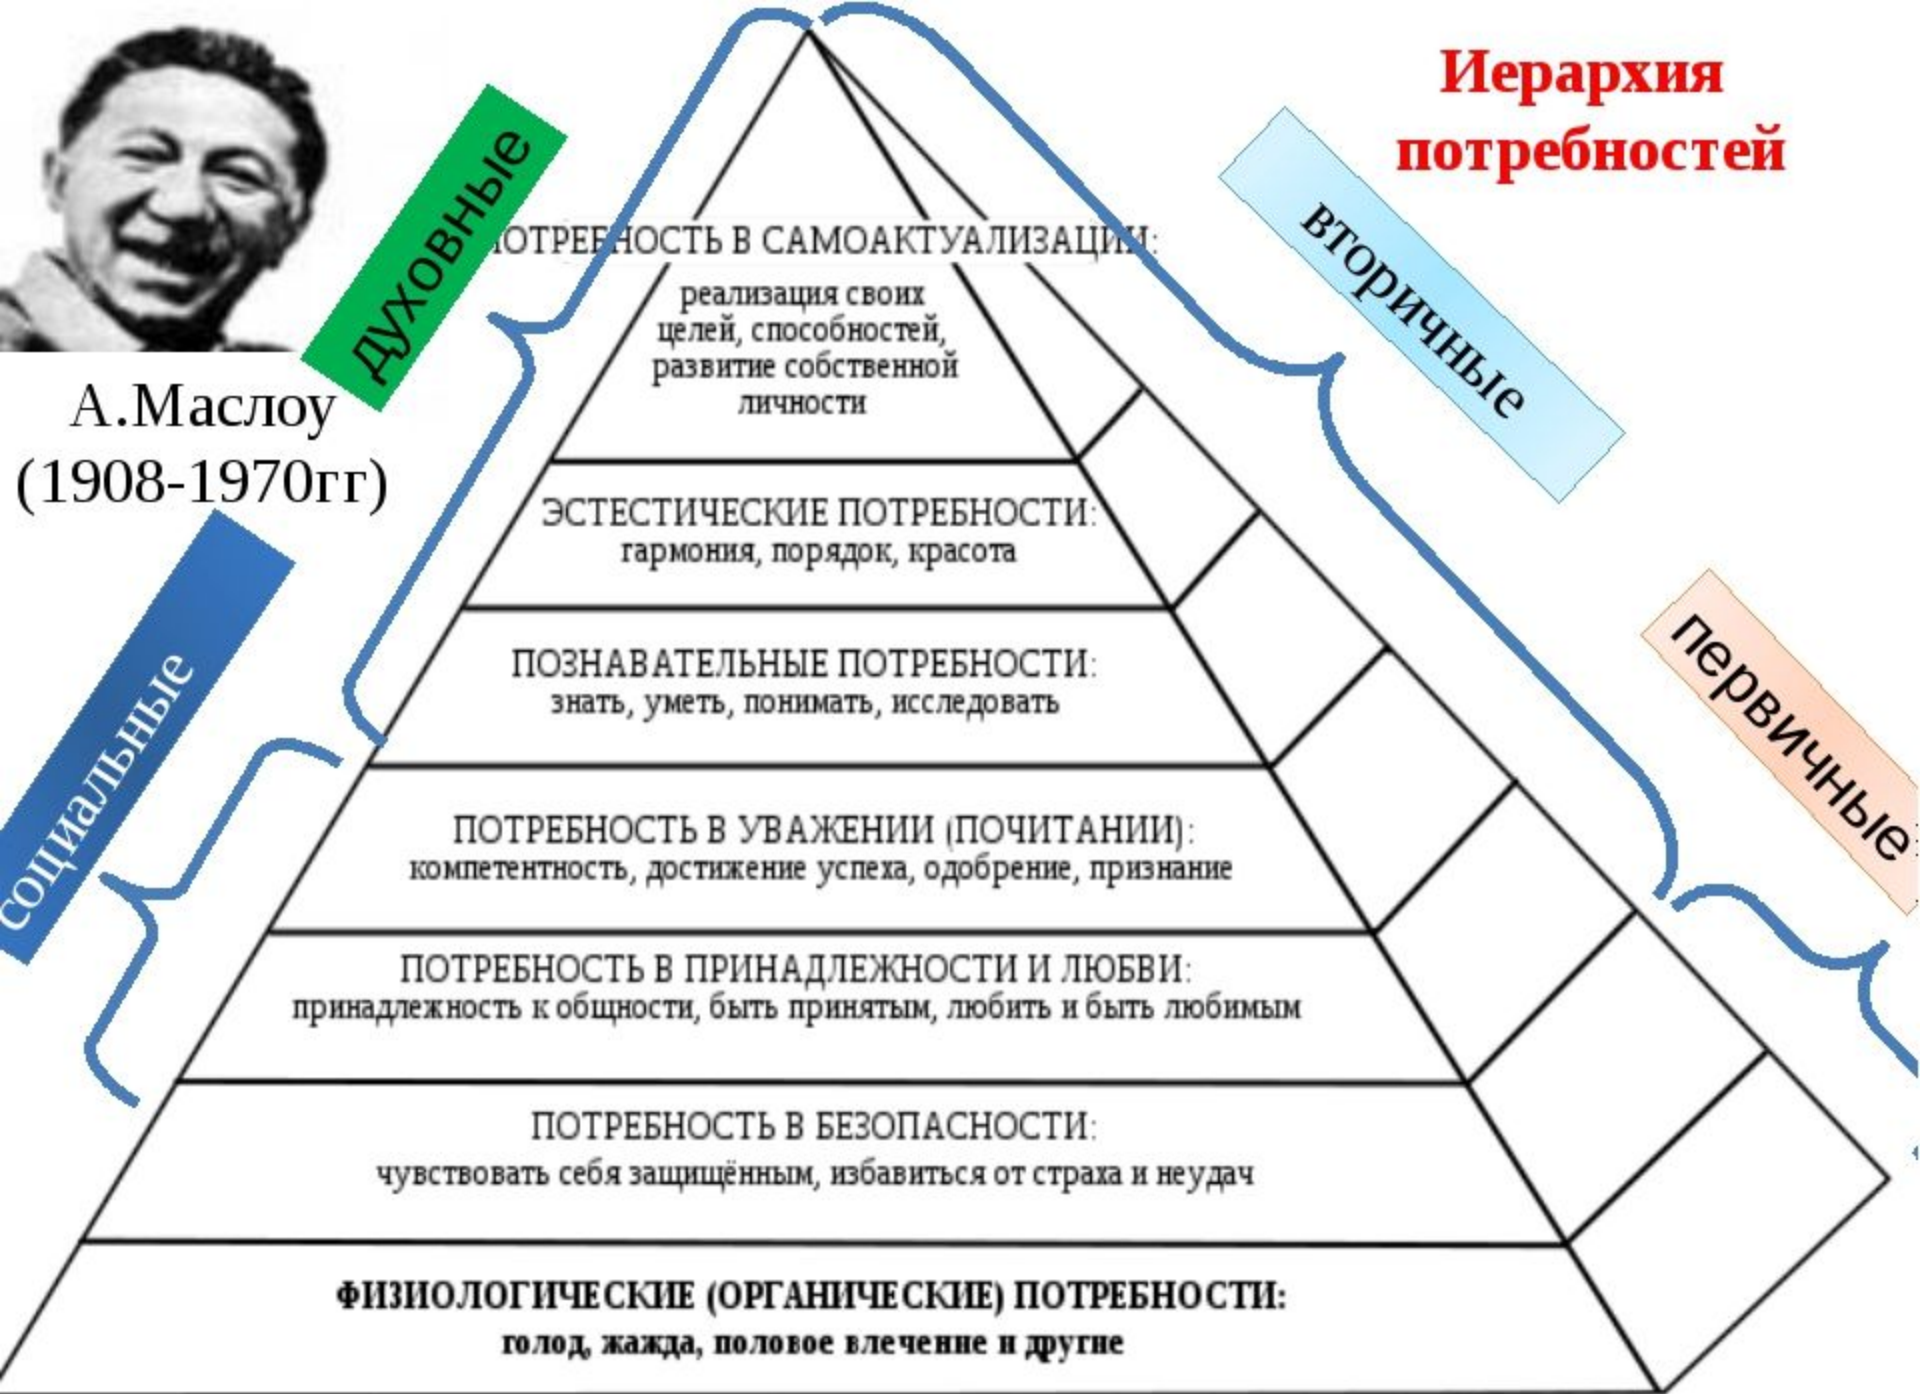 Иерархия
потребностей
А.Маслоу
(1908-1970гг)
духовные
социальные
вторичные
первичные
ПОТРЕБНОСТЬ В САМОАКТУАЛИЗАЦИИ:
реализация своих
целей, способностей,
развитие собственной
личности
ЭСТЕСТИЧЕСКИЕ ПОТРЕБНОСТИ:
гармония, порядок, красота
ПОЗНАВАТЕЛЬНЫЕ ПОТРЕБНОСТИ:
знать, уметь, понимать, исследовать
ПОТРЕБНОСТЬ В УВАЖЕНИИ (ПОЧИТАНИИ):
компетентность, достижение успеха, одобрение, признание
ПОТРЕБНОСТЬ В ПРИНАДЛЕЖНОСТИ И ЛЮБВИ:
принадлежность к общности, быть принятым, любить и быть любимым
ПОТРЕБНОСТЬ В БЕЗОПАСНОСТИ:
чувствовать себя защищённым, избавиться от страха и неудач
ФИЗИОЛОГИЧЕСКИЕ (ОРГАНИЧЕСКИЕ) ПОТРЕБНОСТИ:
голод, жажда, половое влечение и другие